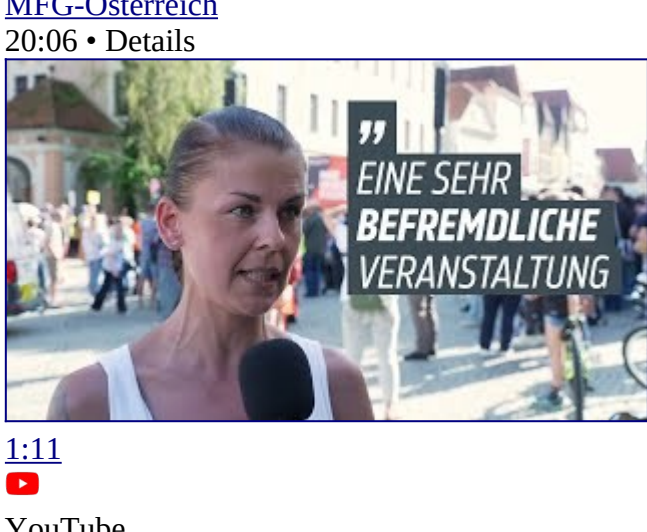 MFG-Österreich
20:06 • Details
„
EINE SEHR
BEFREMDLICHE
VERANSTALTUNG
1:11
YouTube